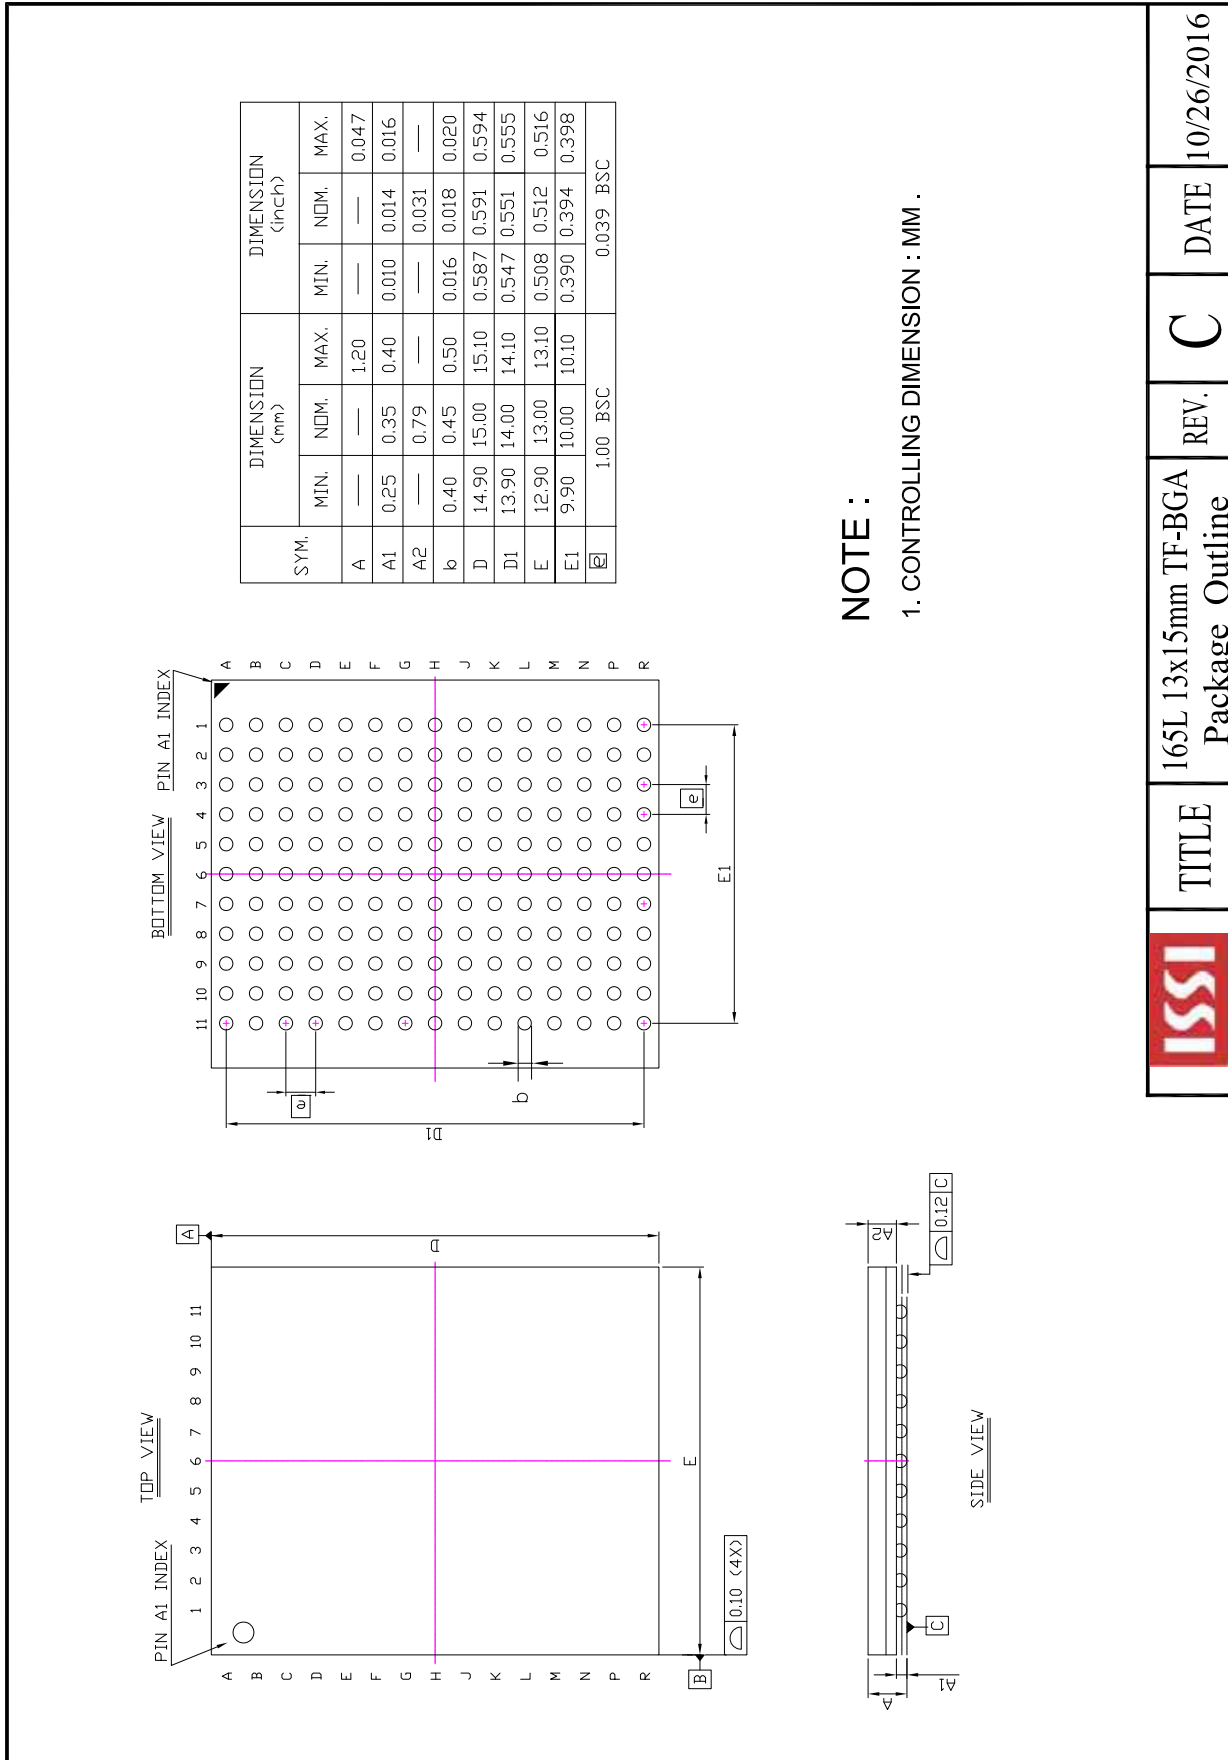 TOP VIEW
PIN A1 INDEX
1 2 3 4 5 6 7 8 9 10 11
A
B
C
D
E
F
G
H
J
K
L
M
N
P
R
A
D
E
B
0.10 (4X)
BOTTOM VIEW
PIN A1 INDEX
11 10 9 8 7 6 5 4 3 2 1
A
B
C
D
E
F
G
H
J
K
L
M
N
P
R
e
D1
b
e
E1
SYM. DIMENSION (mm) DIMENSION (inch)
MIN. NOM. MAX. MIN. NOM. MAX.
A — — 1.20 — — 0.047
A1 0.25 0.35 0.40 0.010 0.014 0.016
A2 — 0.79 — — 0.031 —
b 0.40 0.45 0.50 0.016 0.018 0.020
D 14.90 15.00 15.10 0.587 0.591 0.594
D1 13.90 14.00 14.10 0.547 0.551 0.555
E 12.90 13.00 13.10 0.508 0.512 0.516
E1 9.90 10.00 10.10 0.390 0.394 0.398
e 1.00 BSC 0.039 BSC
A
A1
C
A2
0.12 C
SIDE VIEW
NOTE :
1. CONTROLLING DIMENSION : MM .
ISSI
TITLE
165L 13x15mm TF-BGA
Package Outline
REV.
C
DATE
10/26/2016